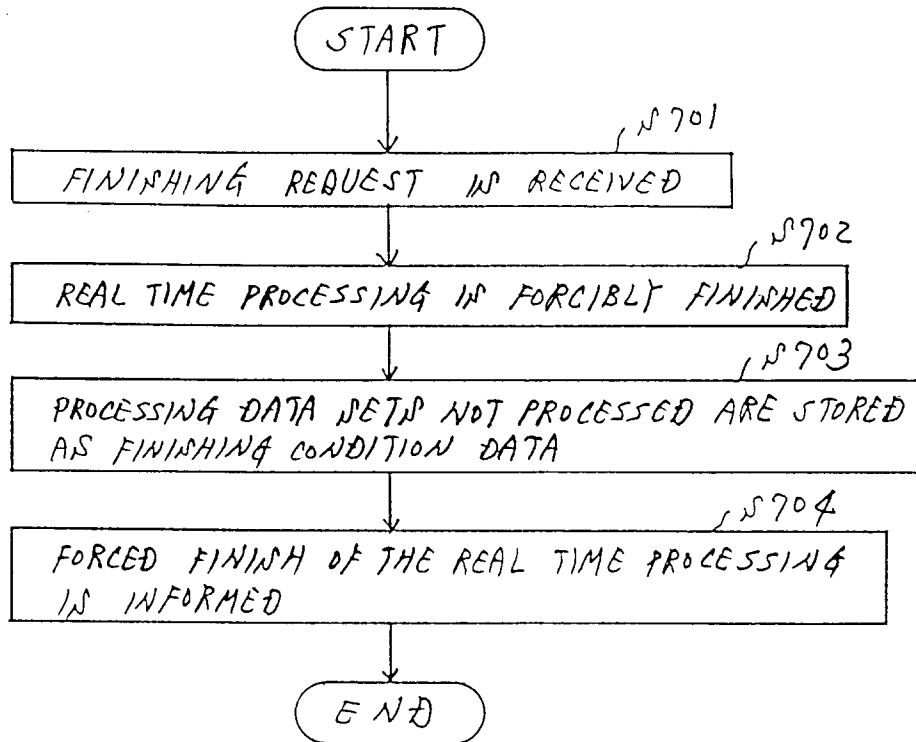 START
S701
FINISHING REQUEST IS RECEIVED
S702
REAL TIME PROCESSING IS FORCIBLY FINISHED
S703
PROCESSING DATA SETS NOT PROCESSED ARE STORED
AS FINISHING CONDITION DATA
S704
FORCED FINISH OF THE REAL TIME PROCESSING
IS INFORMED
END